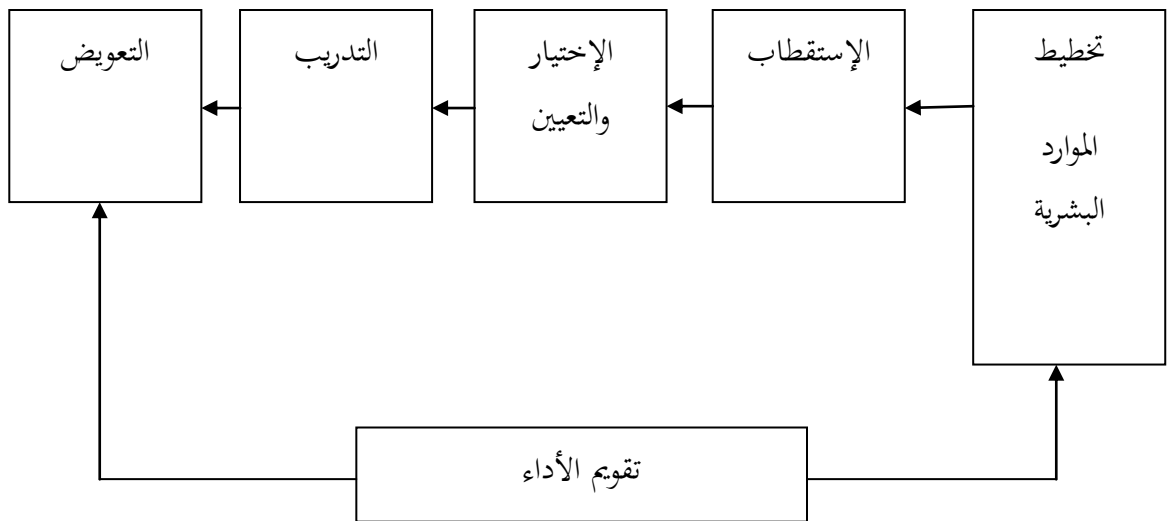 تخطيط
الموارد
البشرية
الإستقطاب
الإختيار
والتعيين
التدريب
التعويض
تقويم الأداء